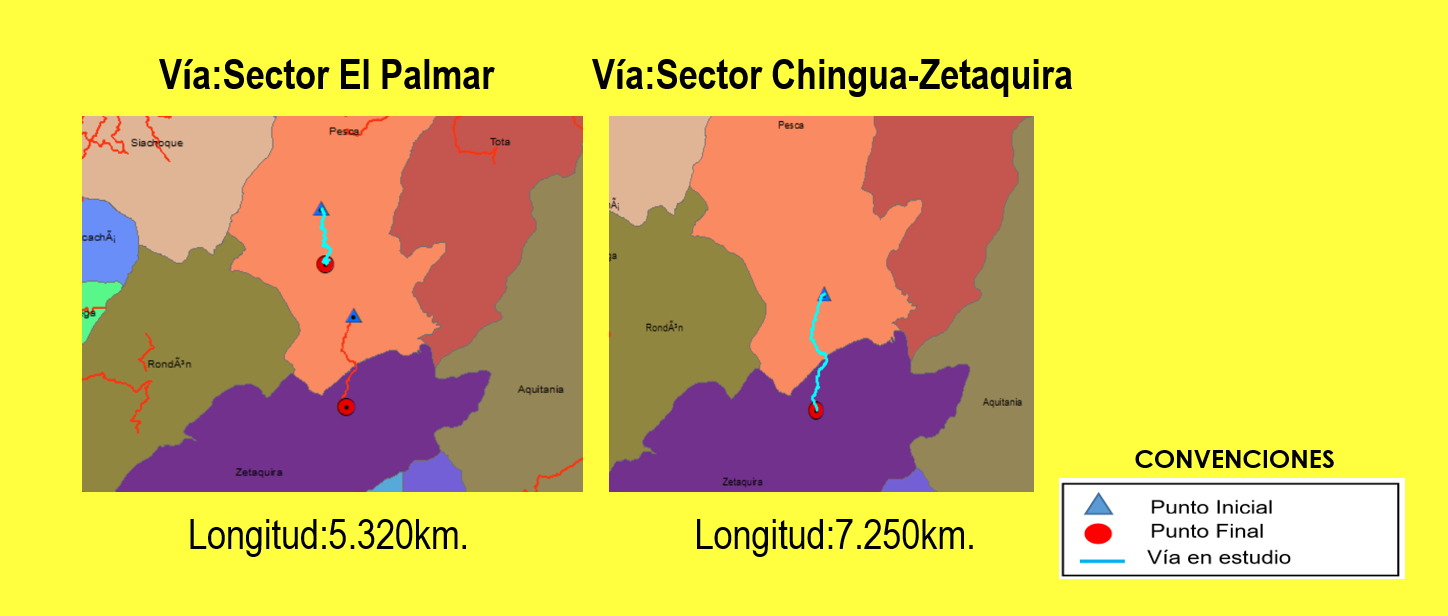 Vía:Sector El Palmar
Vía:Sector Chingua-Zetaquira
Siachoque
Pesca
Tota
cachÃ¡
gé
RondÃ³n
Aquitania
Zetaquira
Pesca
Ã¡
ga
RondÃ³n
Aquitania
Zetaquira
Longitud:5.320km.
Longitud:7.250km.
CONVENCIONES
Punto Inicial
Punto Final
Vía en estudio